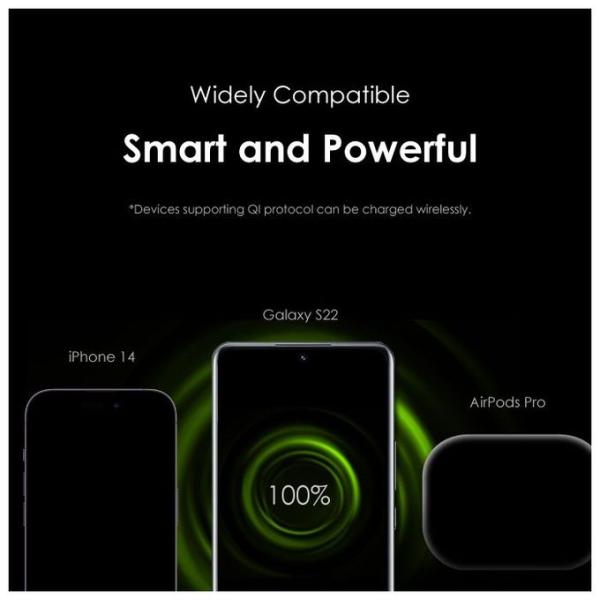 Widely Compatible
Smart and Powerful
*Devices supporting QI protocol can be charged wirelessly.
Galaxy S22
iPhone 14
AirPods Pro
100%